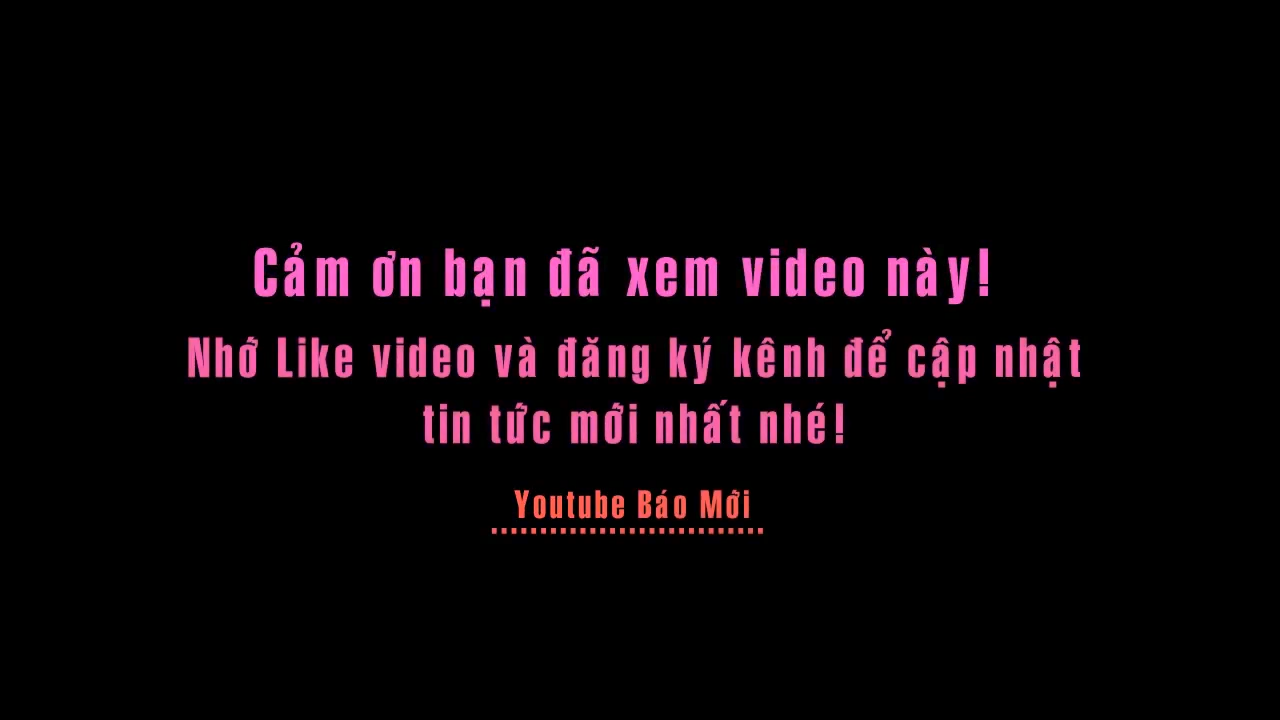 Cảm ơn bạn đã xem video này!
Nhớ Like video và đăng ký kênh để cập nhật
tin tức mới nhất nhé!
Youtube Báo Mới